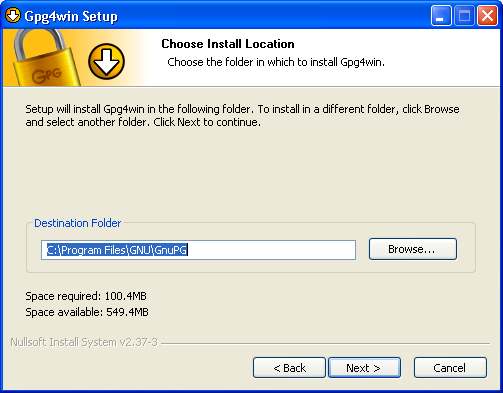 Gpg4win Setup
GPG
Choose Install Location
Choose the folder in which to install Gpg4win.
Setup will install Gpg4win in the following folder. To install in a different folder, click Browse
and select another folder. Click Next to continue.
Destination Folder
C:\Program Files\GNU\GnuPG
Browse...
Space required: 100.4MB
Space available: 549.4MB
Nullsoft Install System v2.37-3
< Back
Next >
Cancel